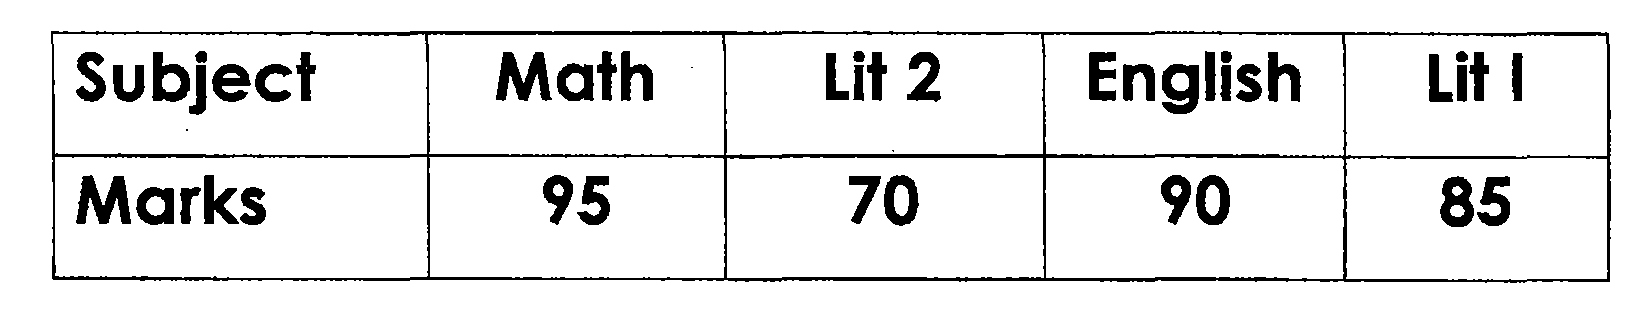 Subject Math Lit 2 English Lit I
Marks 95 70 90 85